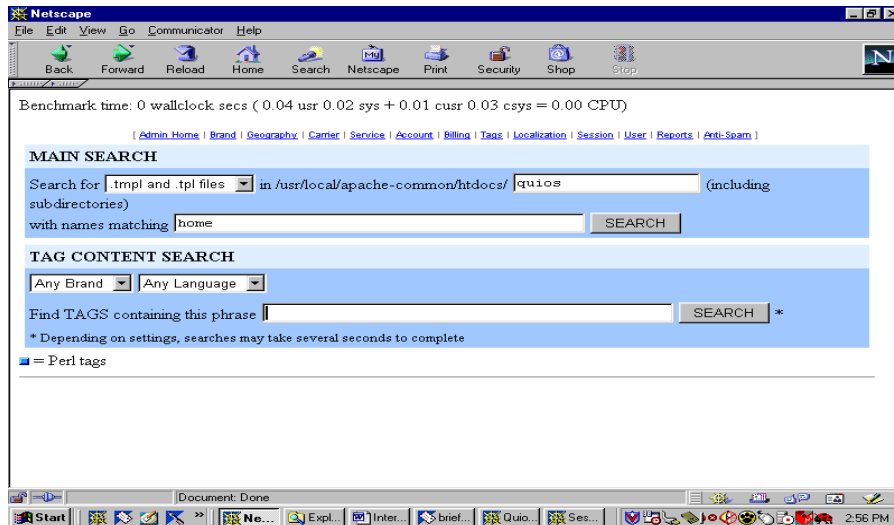 Netscape
File Edit View Go Communicator Help
Back Forward Reload Home Search Netscape Print Security Shop Stop
Benchmark time: 0 wallclock secs ( 0.04 usr 0.02 sys + 0.01 cusr 0.03 csys = 0.00 CPU)
[ Admin Home | Brand | Geography | Carrier | Service | Account | Billing | Tags | Localization | Session | User | Reports | Anti-Spam ]
MAIN SEARCH
Search for .tmpl and .tpl files in /usr/local/apache-common/htdocs/ quios (including
subdirectories)
with names matching home SEARCH
TAG CONTENT SEARCH
Any Brand Any Language
Find TAGS containing this phrase SEARCH *
* Depending on settings, searches may take several seconds to complete
= Perl tags
Document: Done
Start » Ne... Expl... Inter... brief... Quio... Ses... 2:56 PM